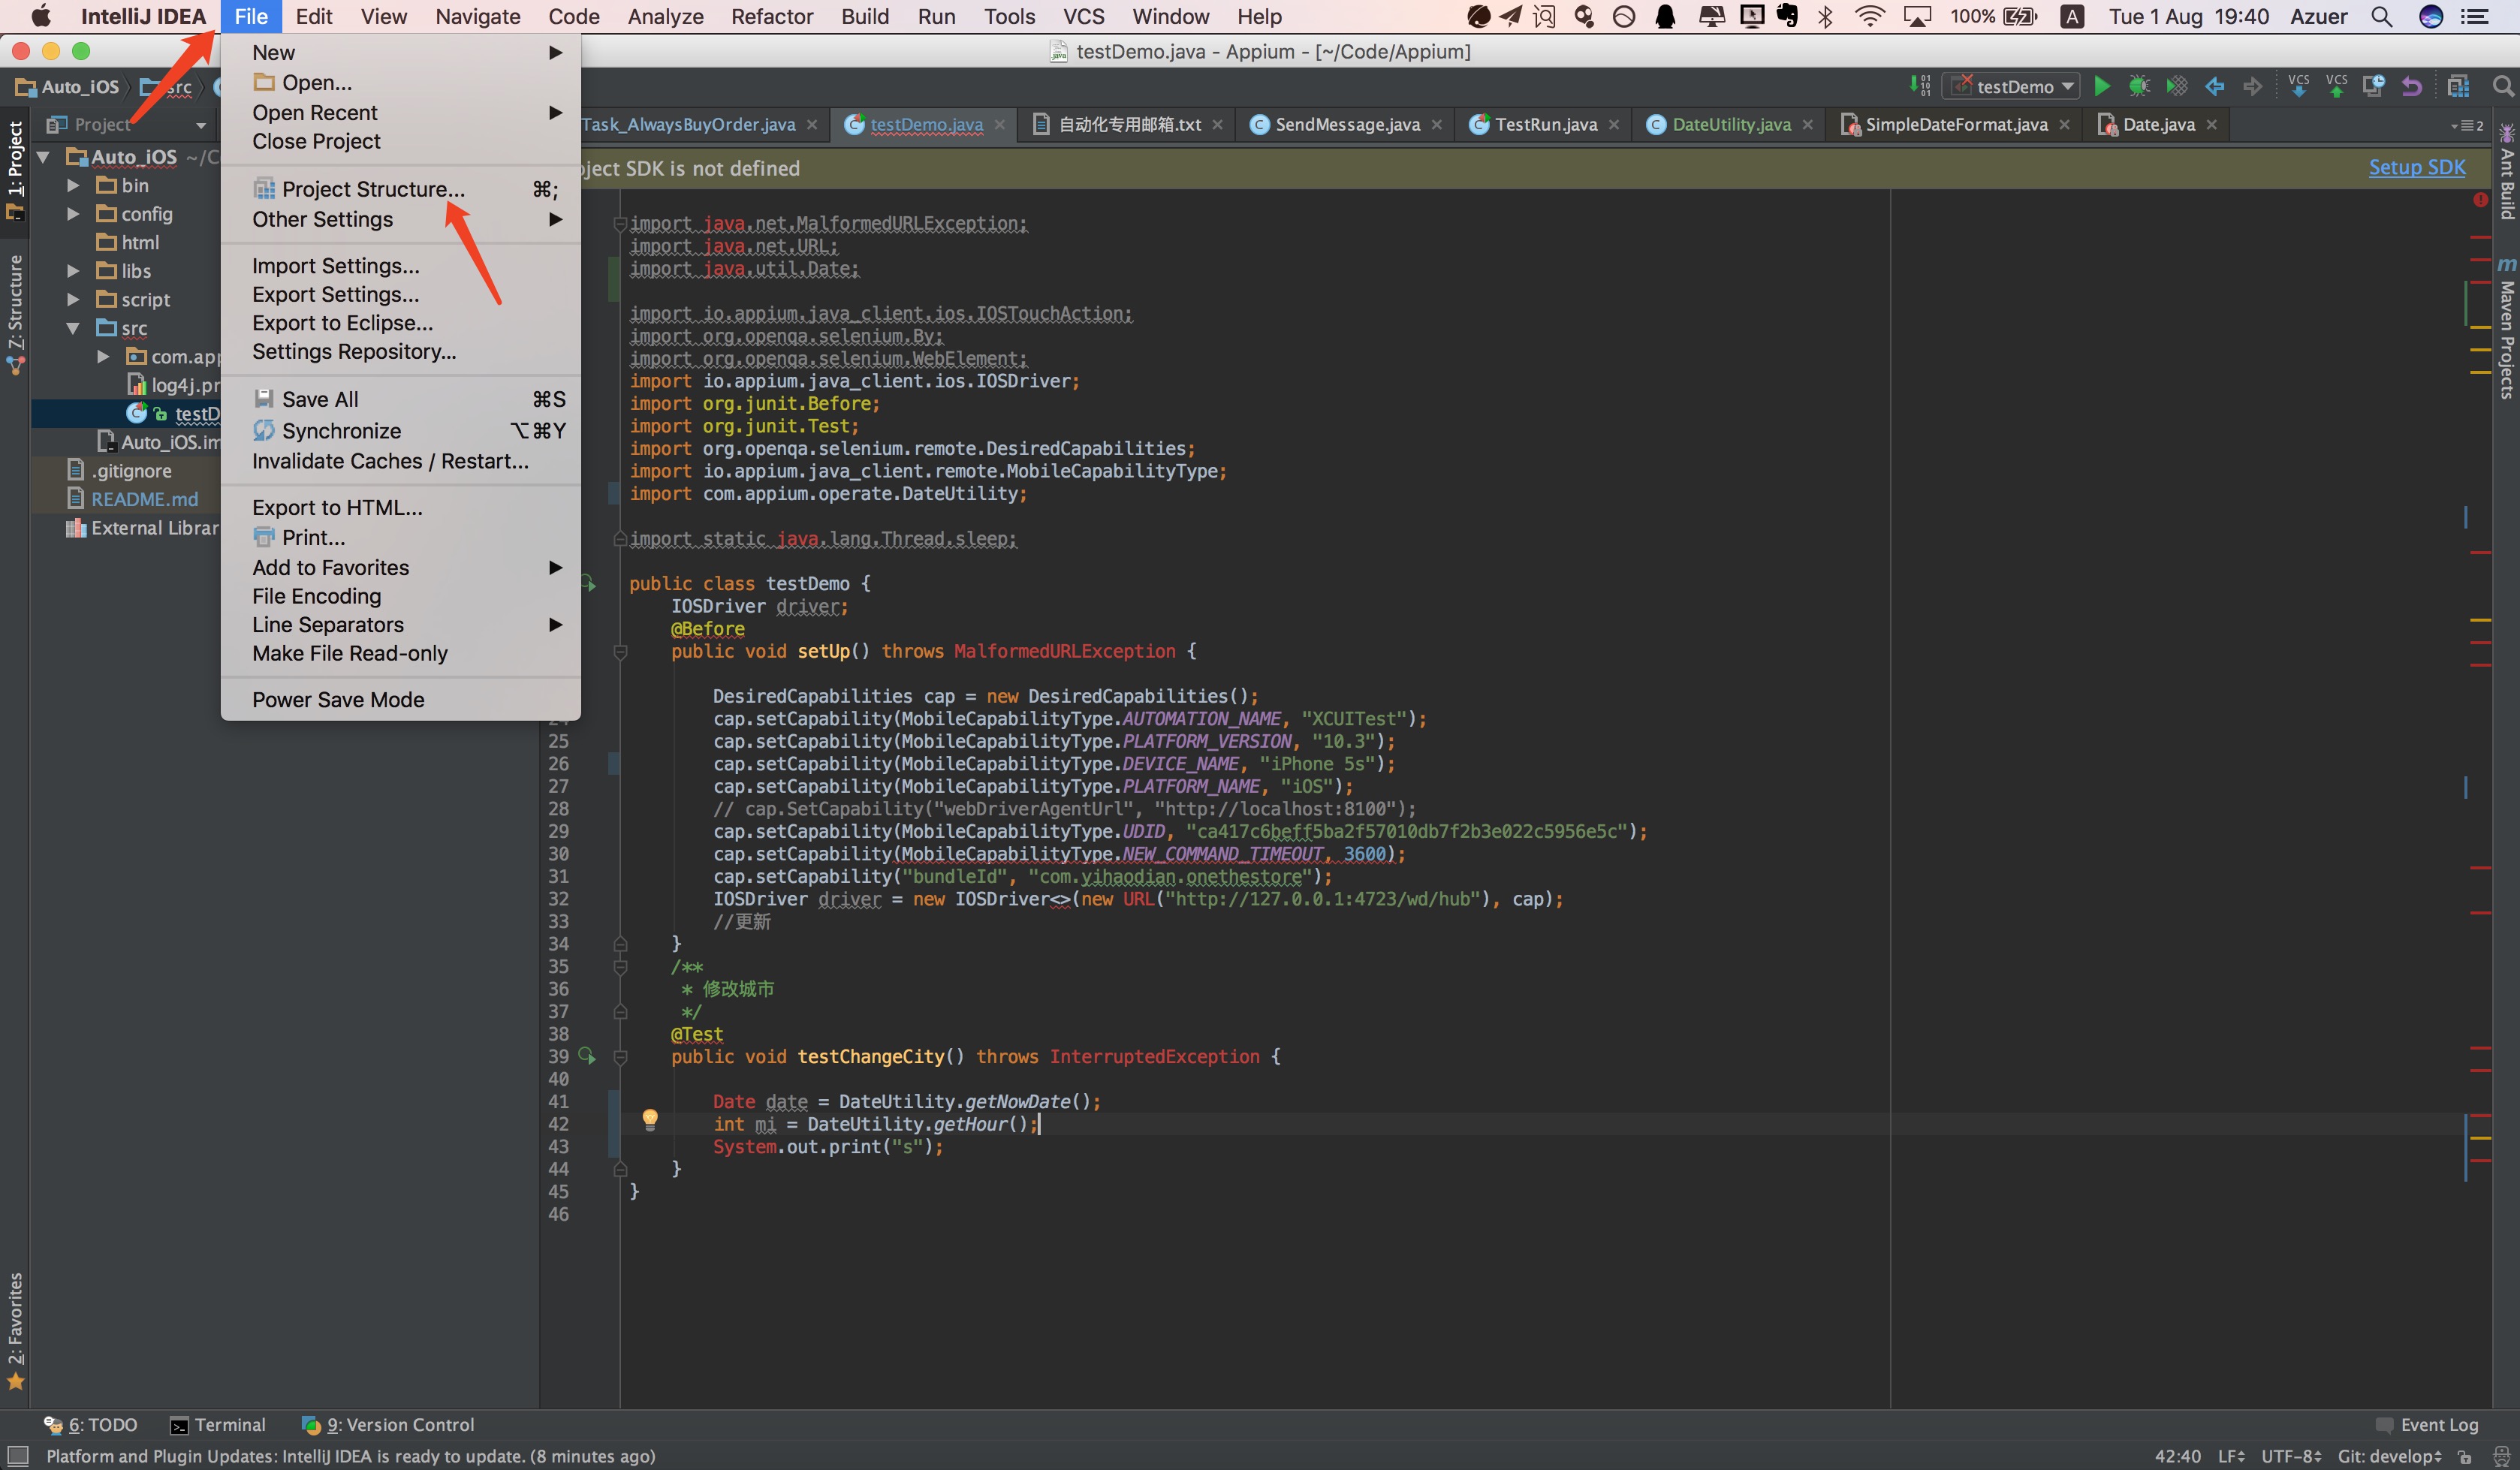 IntelliJ IDEA File Edit View Navigate Code Analyze Refactor Build Run Tools VCS Window Help 100% A Tue 1 Aug 19:40 Azuer
testDemo.java - Appium - [~/Code/Appium]
Auto_iOS src testDemo VCS VCS
Project Task_AlwaysBuyOrder.java testDemo.java 自动化专用邮箱.txt SendMessage.java TestRun.java DateUtility.java SimpleDateFormat.java Date.java 2
New
Open...
Open Recent
Close Project
Project Structure... ⌘;
Other Settings
Import Settings...
Export Settings...
Export to Eclipse...
Settings Repository...
Save All ⌘S
Synchronize ⌥⌘Y
Invalidate Caches / Restart...
Export to HTML...
Print...
Add to Favorites
File Encoding
Line Separators
Make File Read-only
Power Save Mode
1: Project
7: Structure
2: Favorites
Auto_iOS ~/C
bin
config
html
libs
script
src
com.app
log4j.pr
testD
Auto_iOS.im
.gitignore
README.md
External Librar
ject SDK is not defined Setup SDK
Ant Build
Maven Projects
import java.net.MalformedURLException;
import java.net.URL;
import java.util.Date;
import io.appium.java_client.ios.IOSTouchAction;
import org.openqa.selenium.By;
import org.openqa.selenium.WebElement;
import io.appium.java_client.ios.IOSDriver;
import org.junit.Before;
import org.junit.Test;
import org.openqa.selenium.remote.DesiredCapabilities;
import io.appium.java_client.remote.MobileCapabilityType;
import com.appium.operate.DateUtility;
import static java.lang.Thread.sleep;
public class testDemo {
IOSDriver driver;
@Before
public void setUp() throws MalformedURLException {
DesiredCapabilities cap = new DesiredCapabilities();
24 cap.setCapability(MobileCapabilityType.AUTOMATION_NAME, "XCUITest");
25 cap.setCapability(MobileCapabilityType.PLATFORM_VERSION, "10.3");
26 cap.setCapability(MobileCapabilityType.DEVICE_NAME, "iPhone 5s");
27 cap.setCapability(MobileCapabilityType.PLATFORM_NAME, "iOS");
28 // cap.SetCapability("webDriverAgentUrl", "http://localhost:8100");
29 cap.setCapability(MobileCapabilityType.UDID, "ca417c6beff5ba2f57010db7f2b3e022c5956e5c");
30 cap.setCapability(MobileCapabilityType.NEW_COMMAND_TIMEOUT, 3600);
31 cap.setCapability("bundleId", "com.yihaodian.onethestore");
32 IOSDriver driver = new IOSDriver<>(new URL("http://127.0.0.1:4723/wd/hub"), cap);
33 //更新
34 }
35 /**
36 * 修改城市
37 */
38 @Test
39 public void testChangeCity() throws InterruptedException {
40
41 Date date = DateUtility.getNowDate();
42 int mi = DateUtility.getHour();
43 System.out.print("s");
44 }
45 }
46
6: TODO Terminal 9: Version Control Event Log
Platform and Plugin Updates: IntelliJ IDEA is ready to update. (8 minutes ago) 42:40 LF UTF-8 Git: develop